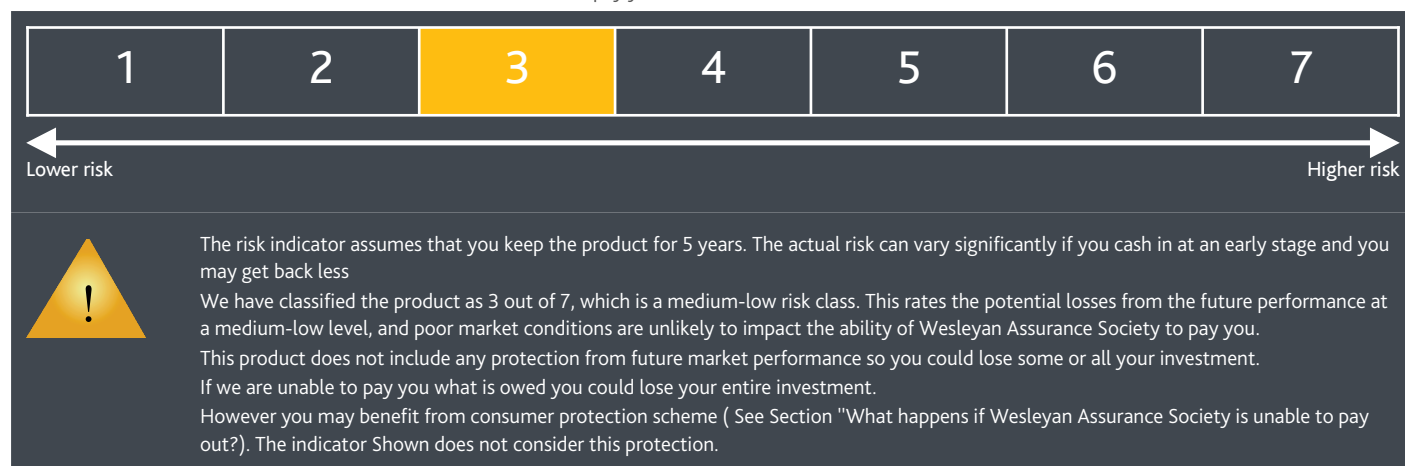 1 2 3 4 5 6 7
Lower risk Higher risk
!
The risk indicator assumes that you keep the product for 5 years. The actual risk can vary significantly if you cash in at an early stage and you
may get back less
We have classified the product as 3 out of 7, which is a medium-low risk class. This rates the potential losses from the future performance at
a medium-low level, and poor market conditions are unlikely to impact the ability of Wesleyan Assurance Society to pay you.
This product does not include any protection from future market performance so you could lose some or all your investment.
If we are unable to pay you what is owed you could lose your entire investment.
However you may benefit from consumer protection scheme ( See Section "What happens if Wesleyan Assurance Society is unable to pay
out?). The indicator Shown does not consider this protection.